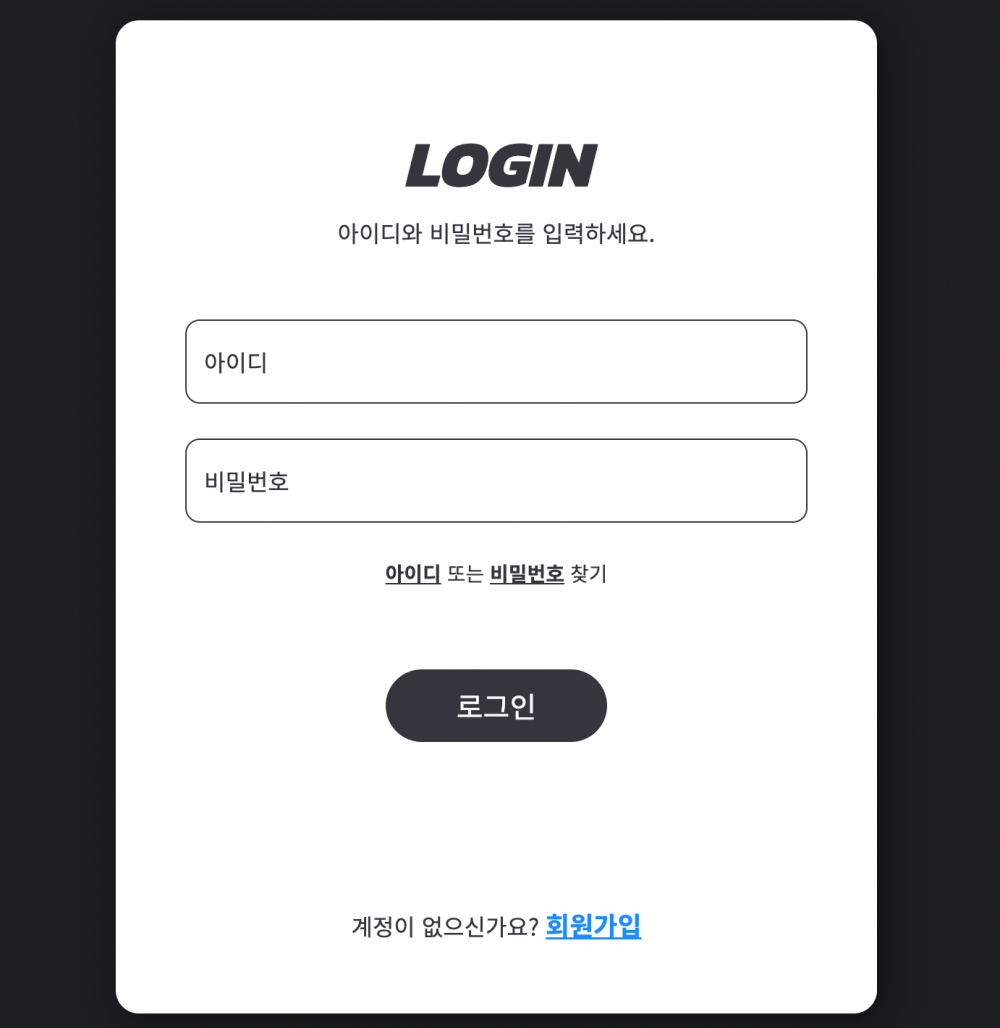 LOGIN
아이디와 비밀번호를 입력하세요.
아이디
비밀번호
아이디 또는 비밀번호 찾기
로그인
계정이 없으신가요? 회원가입